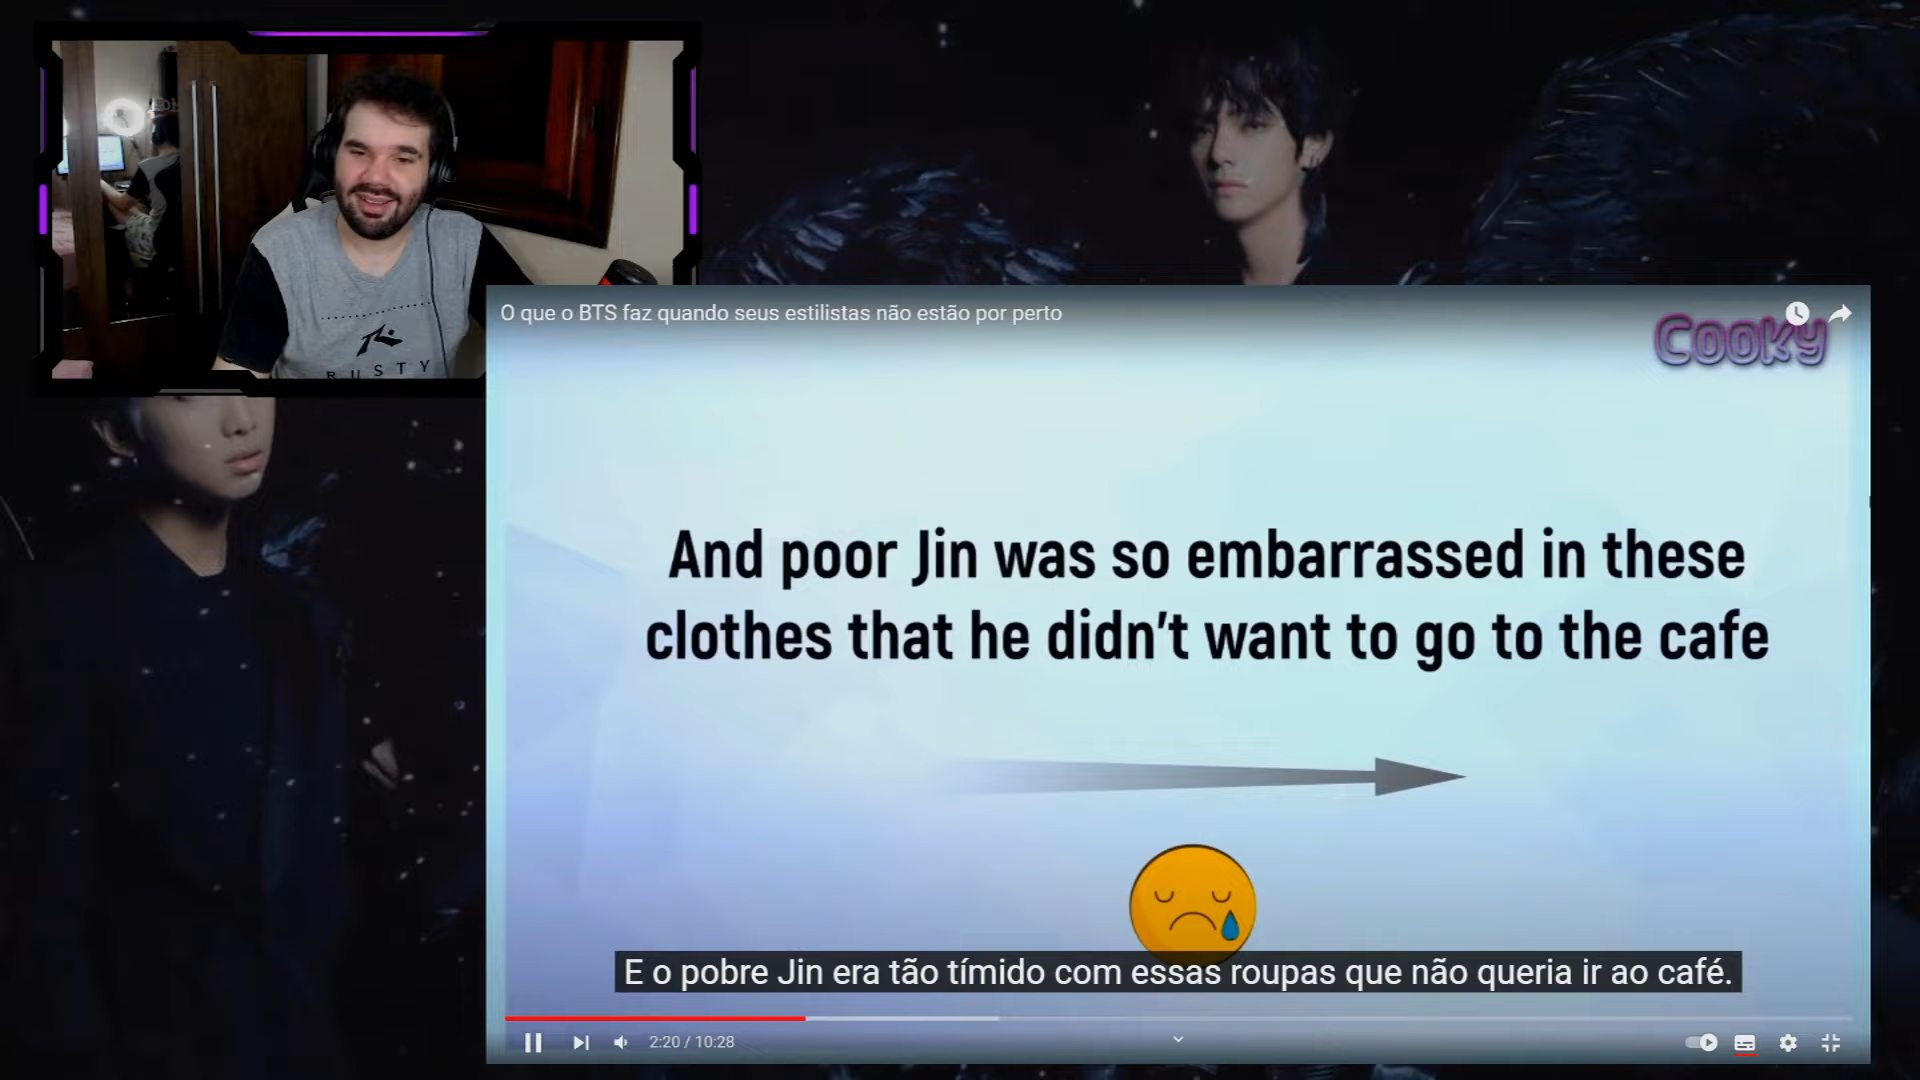 RUSTY
O que o BTS faz quando seus estilistas não estão por perto
Cooky
And poor Jin was so embarrassed in these
clothes that he didn't want to go to the cafe
E o pobre Jin era tão tímido com essas roupas que não queria ir ao café.
2:20 / 10:28